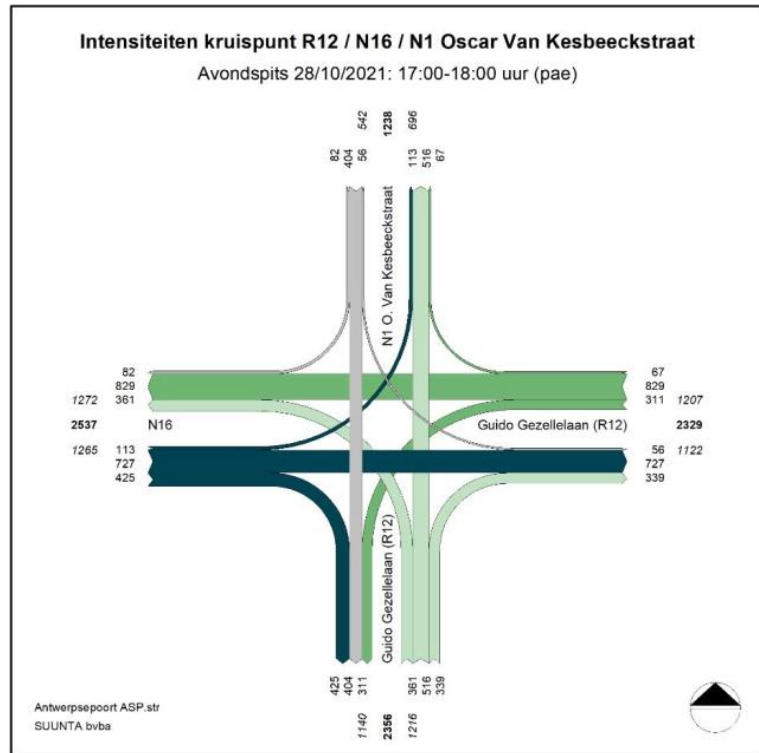 Intensiteiten kruispunt R12 / N16 / N1 Oscar Van Kesbeeckstraat
Avondspits 28/10/2021: 17:00-18:00 uur (pae)
542 1238 696
82 404 56 113 516 67
N1 O. Van Kesbeeckstraat
82 67
829 829
1272 361 311 1207
2537 N16 Guido Gezellelaan (R12) 2329
1265 113 56 1122
727 727
425 339
Guido Gezellelaan (R12)
425 404 311 361 516 339
1140 2356 1216
Antwerpsepoort ASP.str
SUUNTA bvba